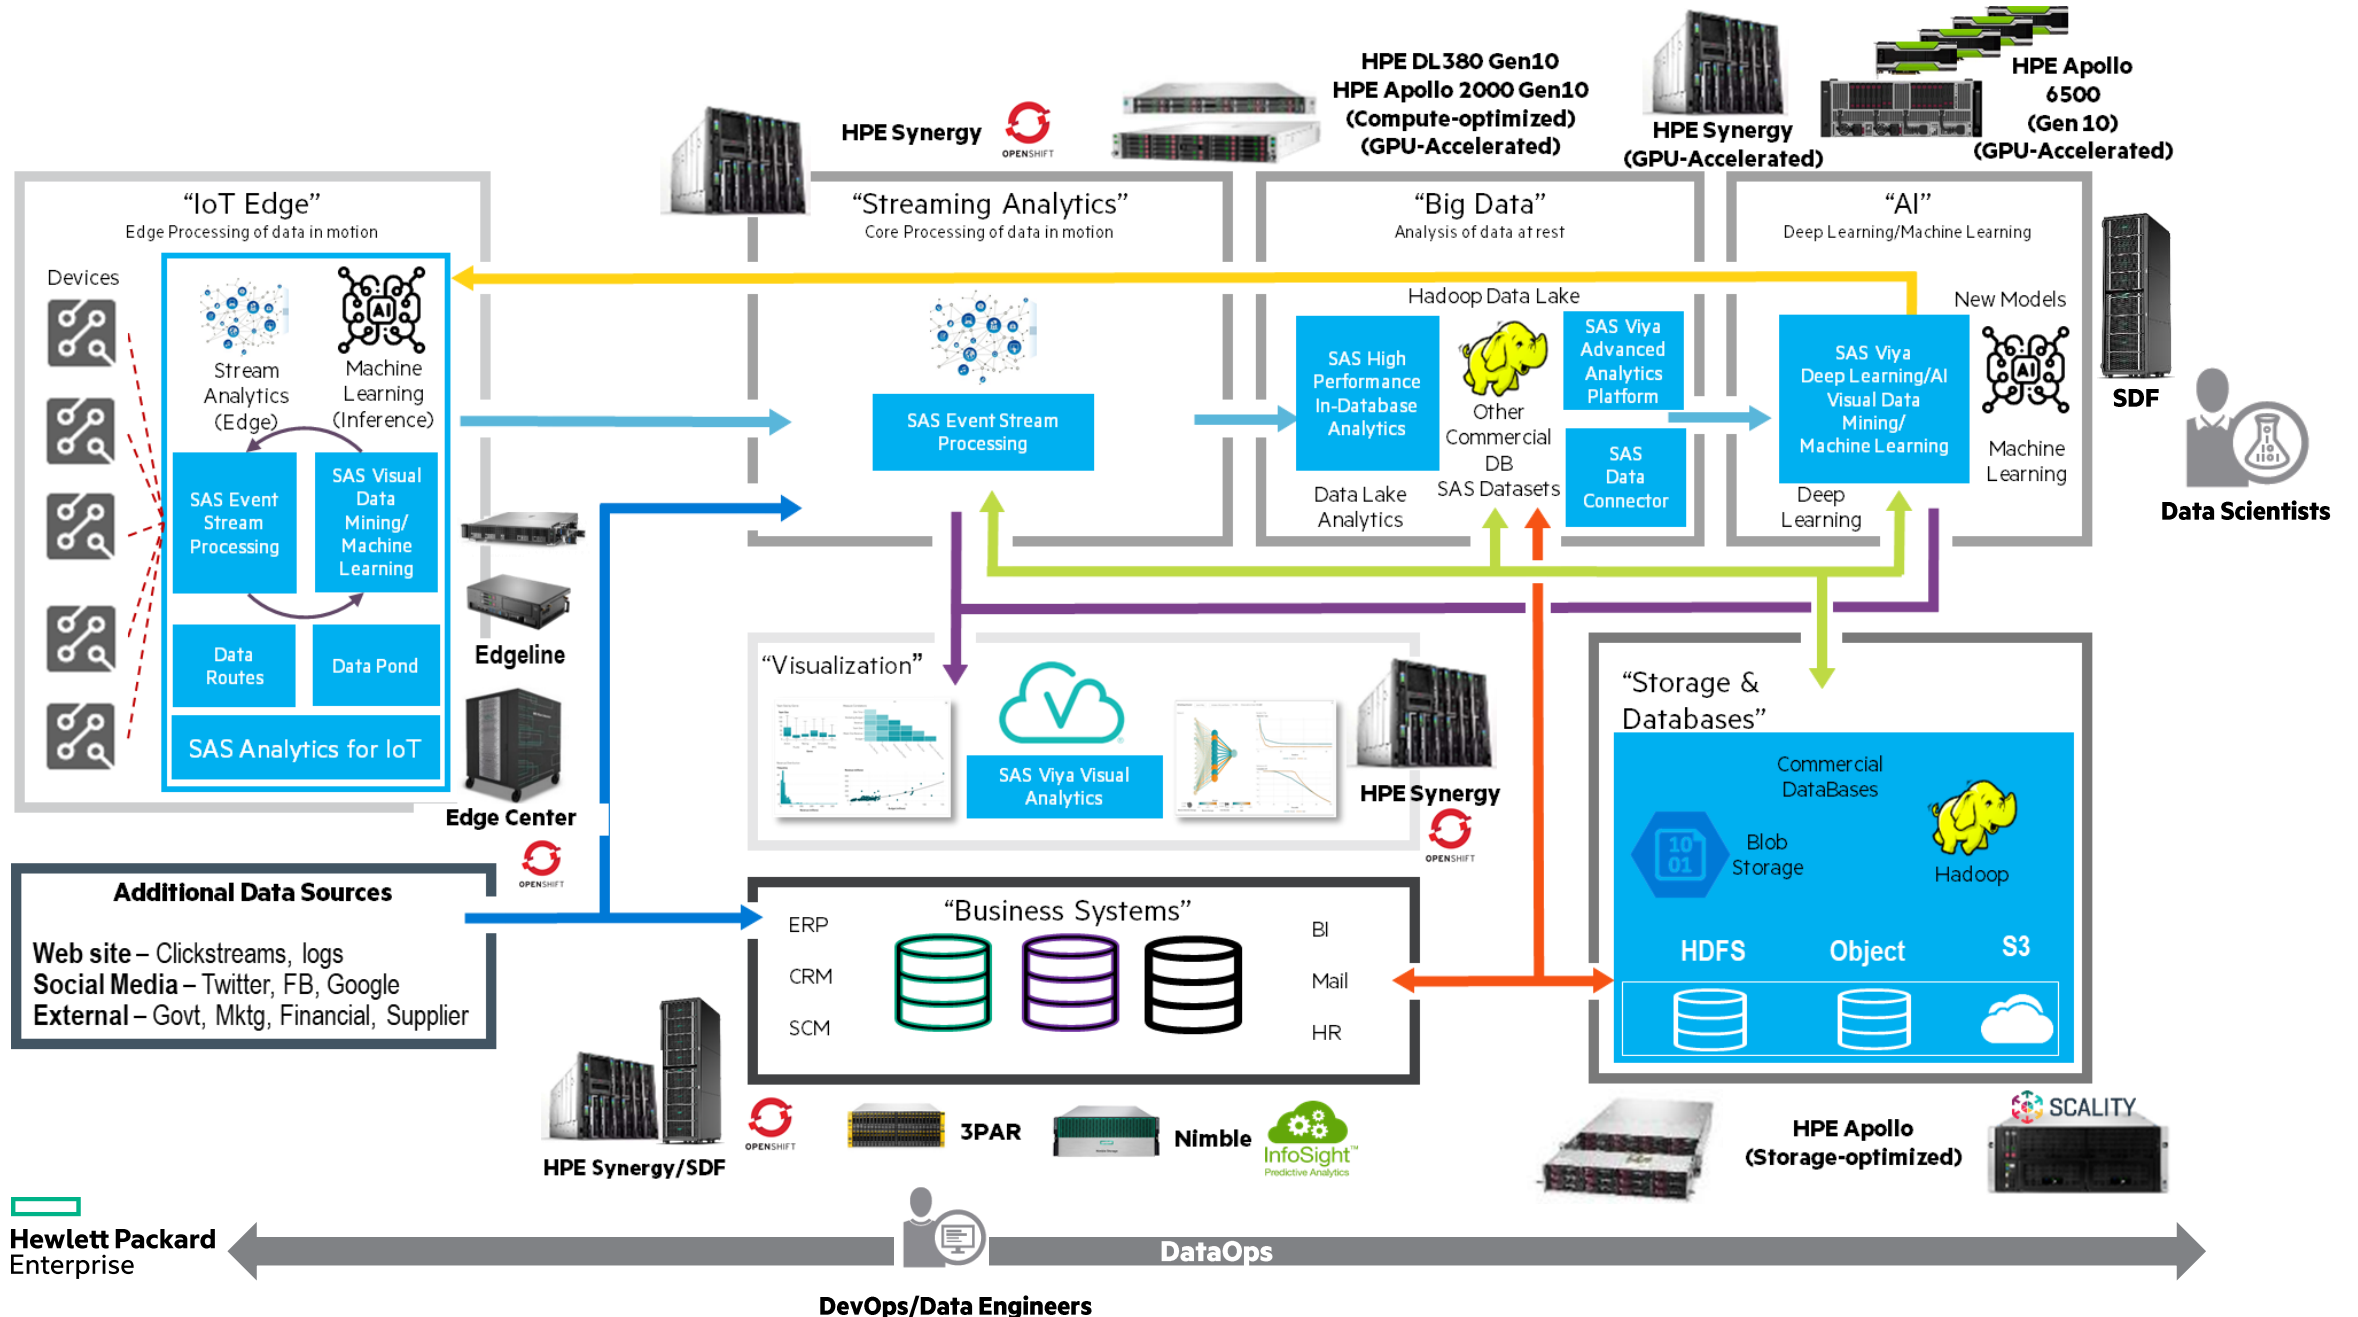 HPE Synergy
OPENSHIFT
HPE DL380 Gen10
HPE Apollo 2000 Gen10
(Compute-optimized)
(GPU-Accelerated)
HPE Synergy
(GPU-Accelerated)
HPE Apollo
6500
(Gen 10)
(GPU-Accelerated)
“IoT Edge”
Edge Processing of data in motion
Devices
AI
Stream
Analytics
(Edge)
Machine
Learning
(Inference)
SAS Event
Stream
Processing
SAS Visual
Data
Mining/
Machine
Learning
Data
Routes
Data Pond
SAS Analytics for IoT
Edgeline
Edge Center
OPENSHIFT
“Streaming Analytics”
Core Processing of data in motion
SAS Event Stream
Processing
“Big Data”
Analysis of data at rest
Hadoop Data Lake
SAS High
Performance
In-Database
Analytics
Data Lake
Analytics
Other
Commercial
DB
SAS Datasets
SAS Viya
Advanced
Analytics
Platform
SAS
Data
Connector
“AI”
Deep Learning/Machine Learning
New Models
SAS Viya
Deep Learning/AI
Visual Data
Mining/
Machine Learning
AI
Deep
Learning
Machine
Learning
SDF
10
1101
Data Scientists
“Visualization”
SAS Viya Visual
Analytics
HPE Synergy
OPENSHIFT
“Storage &
Databases”
Commercial
DataBases
10
01
Blob
Storage
Hadoop
HDFS
Object
S3
Additional Data Sources
Web site – Clickstreams, logs
Social Media – Twitter, FB, Google
External – Govt, Mktg, Financial, Supplier
“Business Systems”
ERP
CRM
SCM
BI
Mail
HR
HPE Synergy/SDF
OPENSHIFT
3PAR
Nimble
InfoSight™
Predictive Analytics
HPE Apollo
(Storage-optimized)
SCALITY
Hewlett Packard
Enterprise
DataOps
DevOps/Data Engineers